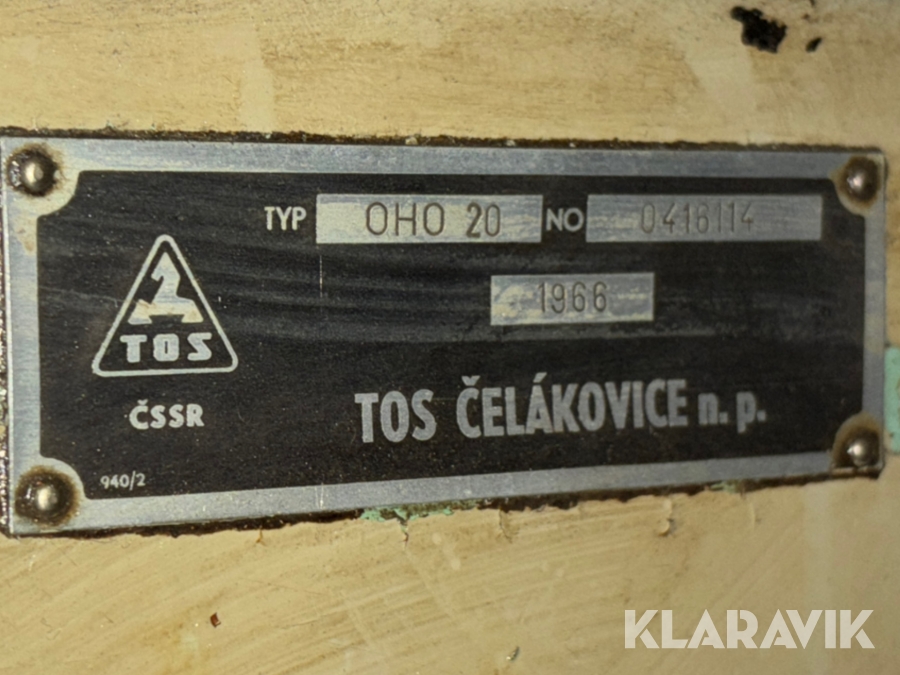 TYP OHO 20 NO 0416114
1966
TOS
ČSSR
TOS ČELÁKOVICE n. p.
940/2
KLARAVIK